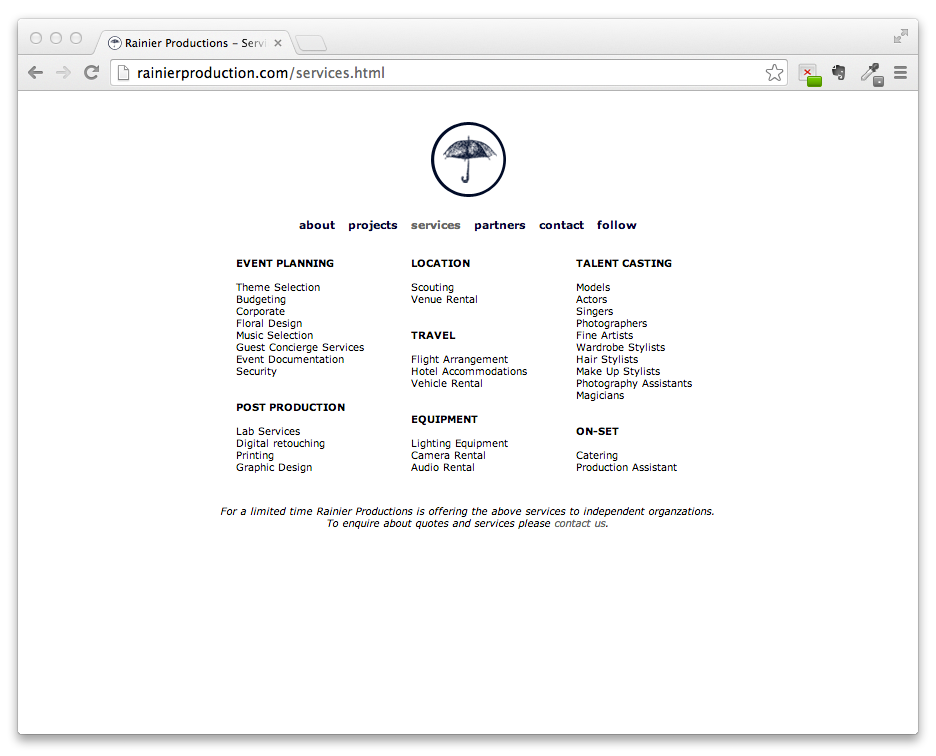 Rainier Productions – Serv
rainierproduction.com/services.html
about projects services partners contact follow
EVENT PLANNING
Theme Selection
Budgeting
Corporate
Floral Design
Music Selection
Guest Concierge Services
Event Documentation
Security
POST PRODUCTION
Lab Services
Digital retouching
Printing
Graphic Design
LOCATION
Scouting
Venue Rental
TRAVEL
Flight Arrangement
Hotel Accommodations
Vehicle Rental
EQUIPMENT
Lighting Equipment
Camera Rental
Audio Rental
TALENT CASTING
Models
Actors
Singers
Photographers
Fine Artists
Wardrobe Stylists
Hair Stylists
Make Up Stylists
Photography Assistants
Magicians
ON-SET
Catering
Production Assistant
For a limited time Rainier Productions is offering the above services to independent organzations.
To enquire about quotes and services please contact us.